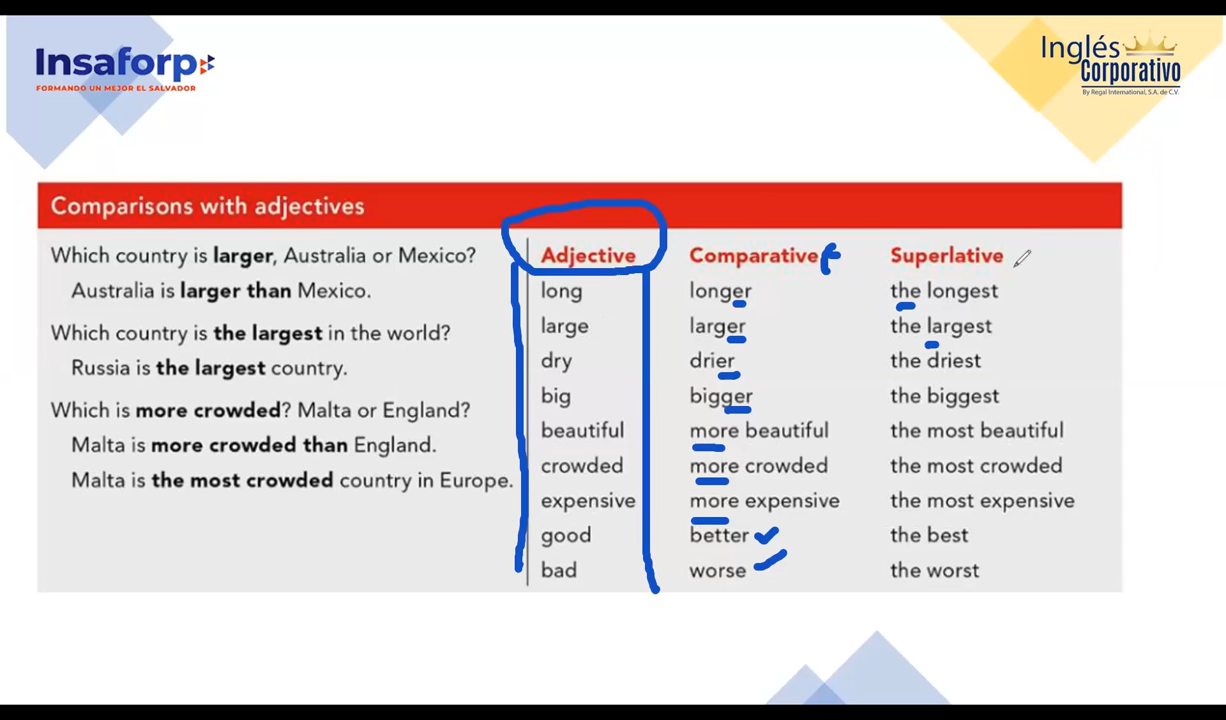 Insaforp
FORMANDO UN MEJOR EL SALVADOR
Inglés
Corporativo
By Regal International, S.A. de C.V.
Comparisons with adjectives
Which country is larger, Australia or Mexico?
Australia is larger than Mexico.
Which country is the largest in the world?
Russia is the largest country.
Which is more crowded? Malta or England?
Malta is more crowded than England.
Malta is the most crowded country in Europe.
Adjective Comparative Superlative
long longer the longest
large larger the largest
dry drier the driest
big bigger the biggest
beautiful more beautiful the most beautiful
crowded more crowded the most crowded
expensive more expensive the most expensive
good better the best
bad worse the worst